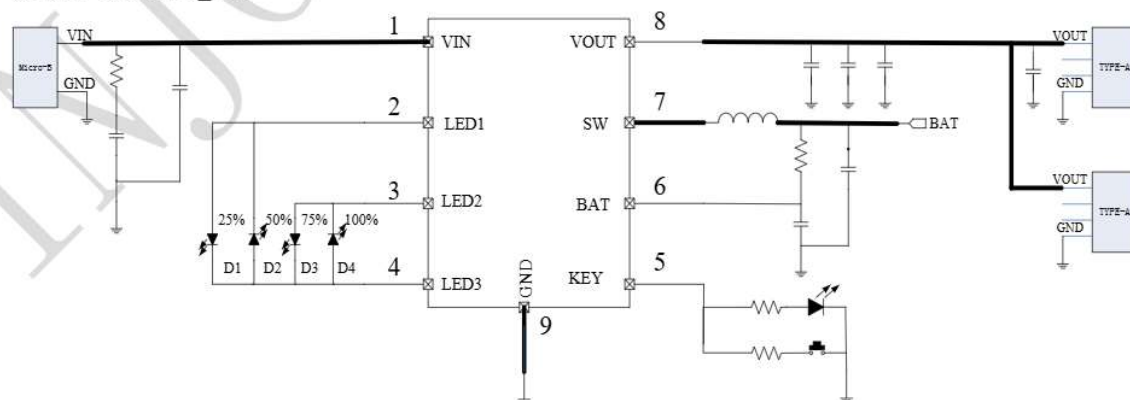 1
8
VIN
VIN
VOUT
VOUT
Micro-B
TYPE-A
GND
GND
2
7
LED1
SW
BAT
3
6
VOUT
LED2
BAT
TYPE-A
25%
50%
75%
100%
GND
4
5
D1
D2
D3
D4
LED3
KEY
GND
9